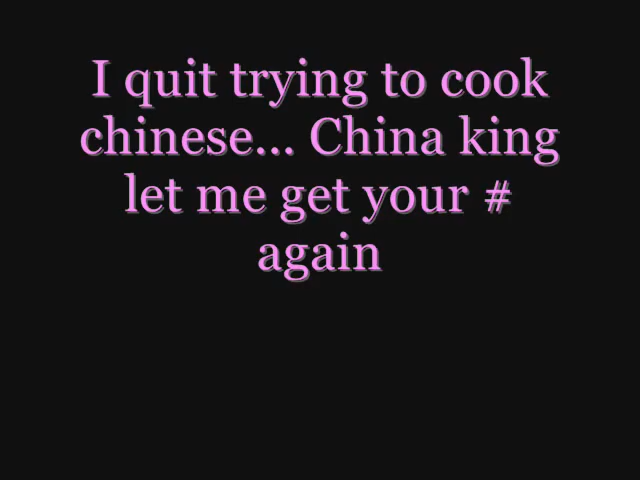 I quit trying to cook
chinese... China king
let me get your #
again